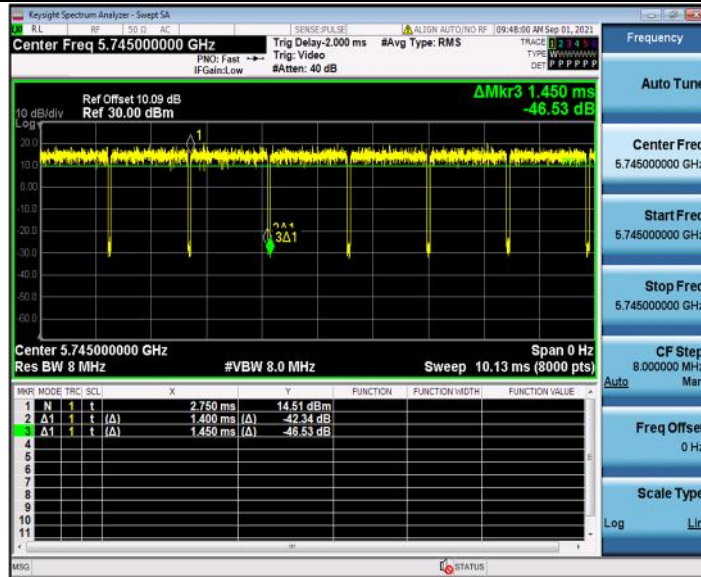 Keysight Spectrum Analyzer - Swept SA
RL RF 50 Ω AC SENSE:PULSE ALIGN AUTO/NO RF 09:48:00 AM Sep 01, 2021
Center Freq 5.745000000 GHz
PNO: Fast
IFGain:Low
Trig Delay-2.000 ms
Trig: Video
#Atten: 40 dB
#Avg Type: RMS
TRACE 1 2 3 4 5 6
TYPE
DET P P P P P P
Ref Offset 10.09 dB
Ref 30.00 dBm
ΔMkr3 1.450 ms
-46.53 dB
10 dB/div
Log
20.0
10.0
0.00
-10.0
-20.0
-30.0
-40.0
-50.0
-60.0
1
3Δ1
Center 5.745000000 GHz
Span 0 Hz
Res BW 8 MHz
#VBW 8.0 MHz
Sweep 10.13 ms (8000 pts)
MKR MODE TRC SCL X Y FUNCTION FUNCTION WIDTH FUNCTION VALUE
1 N 1 t 2.750 ms 14.51 dBm
2 Δ1 1 t (Δ) 1.400 ms (Δ) -42.34 dB
3 Δ1 1 t (Δ) 1.450 ms (Δ) -46.53 dB
4
5
6
7
8
9
10
11
MSG
STATUS
Frequency
Auto Tune
Center Freq
5.745000000 GHz
Start Freq
5.745000000 GHz
Stop Freq
5.745000000 GHz
CF Step
8.000000 MHz
Auto Man
Freq Offset
0 Hz
Scale Type
Log Lin